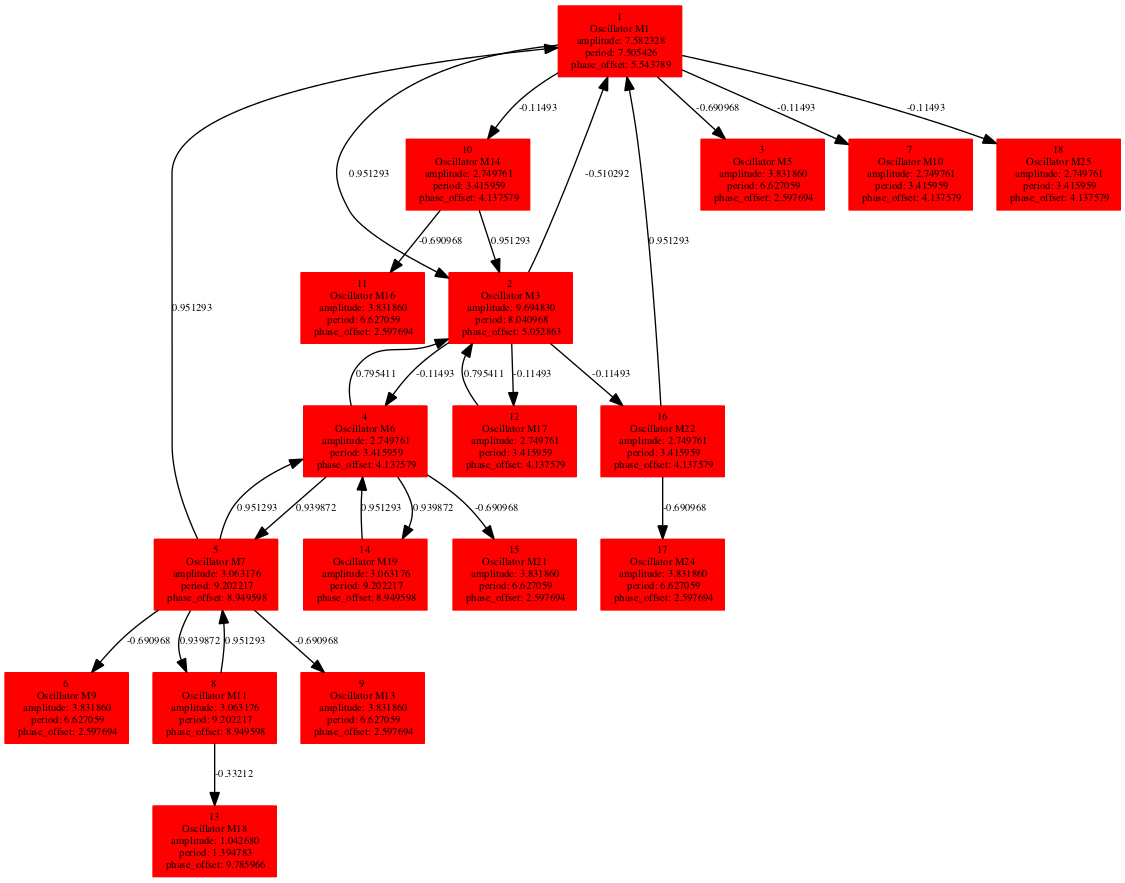 1
Oscillator M1
amplitude: 7.582328
period: 7.505426
phase_offset: 5.543789
-0.11493
-0.690968
-0.11493
-0.11493
10
Oscillator M14
amplitude: 2.749761
period: 3.415959
phase_offset: 4.137579
3
Oscillator M5
amplitude: 3.831860
period: 6.627059
phase_offset: 2.597694
7
Oscillator M10
amplitude: 2.749761
period: 3.415959
phase_offset: 4.137579
18
Oscillator M25
amplitude: 2.749761
period: 3.415959
phase_offset: 4.137579
0.951293
-0.510292
-0.690968
0.951293
0.951293
11
Oscillator M16
amplitude: 3.831860
period: 6.627059
phase_offset: 2.597694
2
Oscillator M3
amplitude: 9.694830
period: 8.040968
phase_offset: 5.052863
0.951293
0.795411
-0.11493
0.795411
-0.11493
-0.11493
4
Oscillator M6
amplitude: 2.749761
period: 3.415959
phase_offset: 4.137579
12
Oscillator M17
amplitude: 2.749761
period: 3.415959
phase_offset: 4.137579
16
Oscillator M22
amplitude: 2.749761
period: 3.415959
phase_offset: 4.137579
0.951293
0.939872
0.951293
0.939872
-0.690968
-0.690968
5
Oscillator M7
amplitude: 3.063176
period: 9.202217
phase_offset: 8.949598
14
Oscillator M19
amplitude: 3.063176
period: 9.202217
phase_offset: 8.949598
15
Oscillator M21
amplitude: 3.831860
period: 6.627059
phase_offset: 2.597694
17
Oscillator M24
amplitude: 3.831860
period: 6.627059
phase_offset: 2.597694
-0.690968
0.939872
0.951293
-0.690968
6
Oscillator M9
amplitude: 3.831860
period: 6.627059
phase_offset: 2.597694
8
Oscillator M11
amplitude: 3.063176
period: 9.202217
phase_offset: 8.949598
9
Oscillator M13
amplitude: 3.831860
period: 6.627059
phase_offset: 2.597694
-0.33212
13
Oscillator M18
amplitude: 1.042680
period: 1.394783
phase_offset: 9.785966